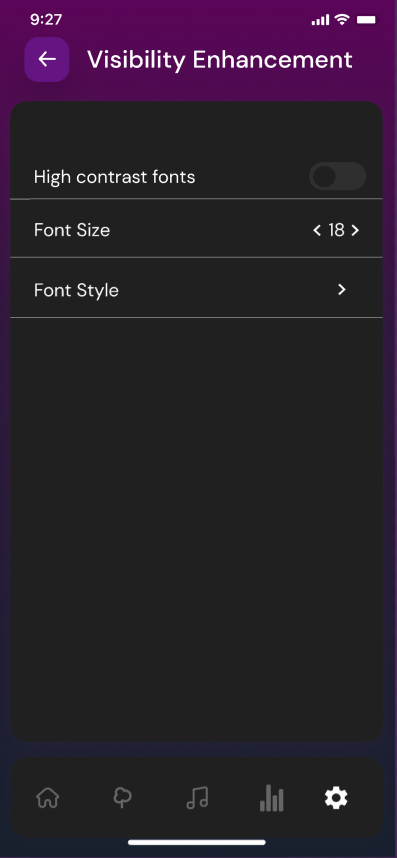 9:27
Visibility Enhancement
High contrast fonts
Font Size < 18 >
Font Style >